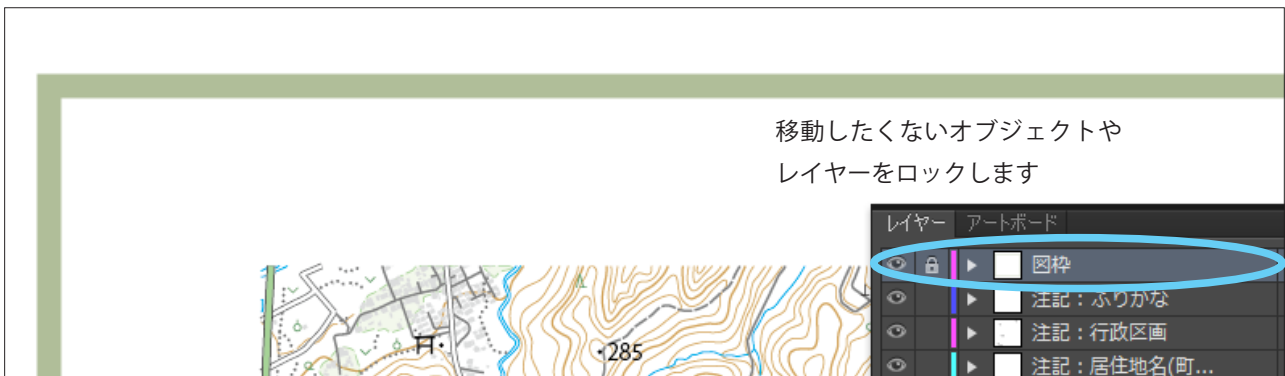 移動したくないオブジェクトや
レイヤーをロックします
レイヤー アートボード
図枠
注記：ふりがな
注記：行政区画
注記：居住地名(町...
285